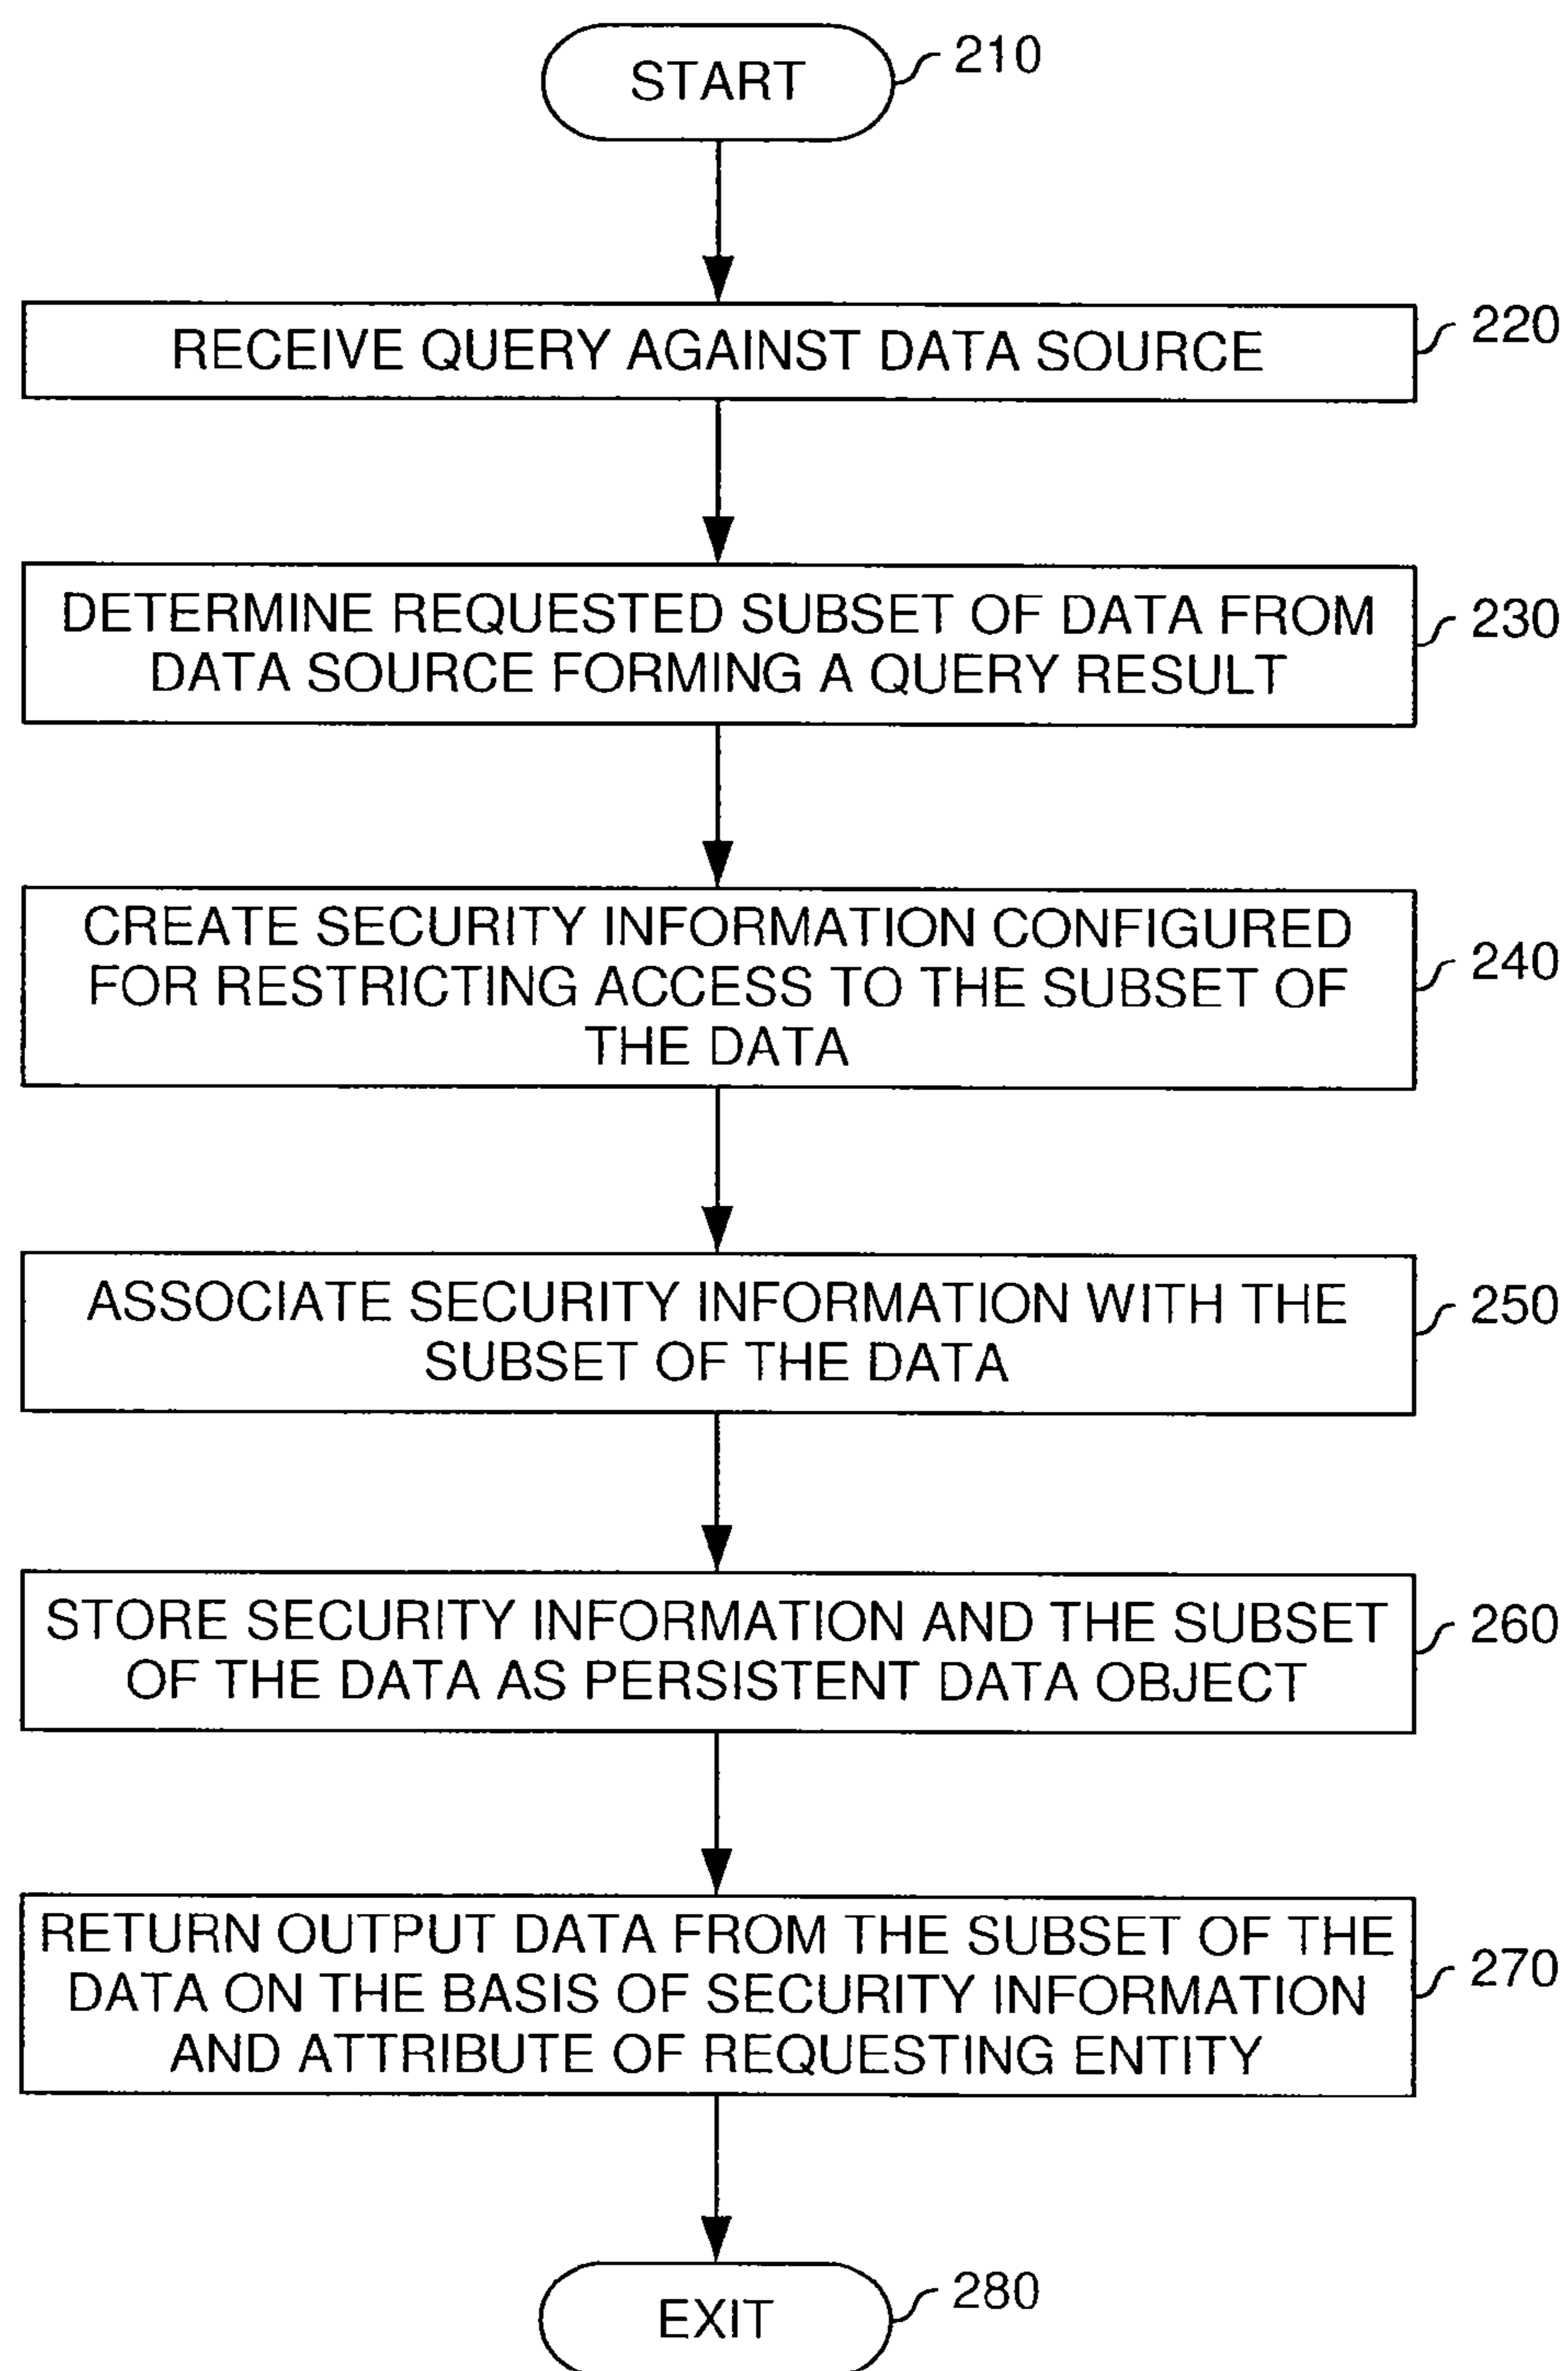 START
210
RECEIVE QUERY AGAINST DATA SOURCE
220
DETERMINE REQUESTED SUBSET OF DATA FROM
DATA SOURCE FORMING A QUERY RESULT
230
CREATE SECURITY INFORMATION CONFIGURED
FOR RESTRICTING ACCESS TO THE SUBSET OF
THE DATA
240
ASSOCIATE SECURITY INFORMATION WITH THE
SUBSET OF THE DATA
250
STORE SECURITY INFORMATION AND THE SUBSET
OF THE DATA AS PERSISTENT DATA OBJECT
260
RETURN OUTPUT DATA FROM THE SUBSET OF THE
DATA ON THE BASIS OF SECURITY INFORMATION
AND ATTRIBUTE OF REQUESTING ENTITY
270
EXIT
280